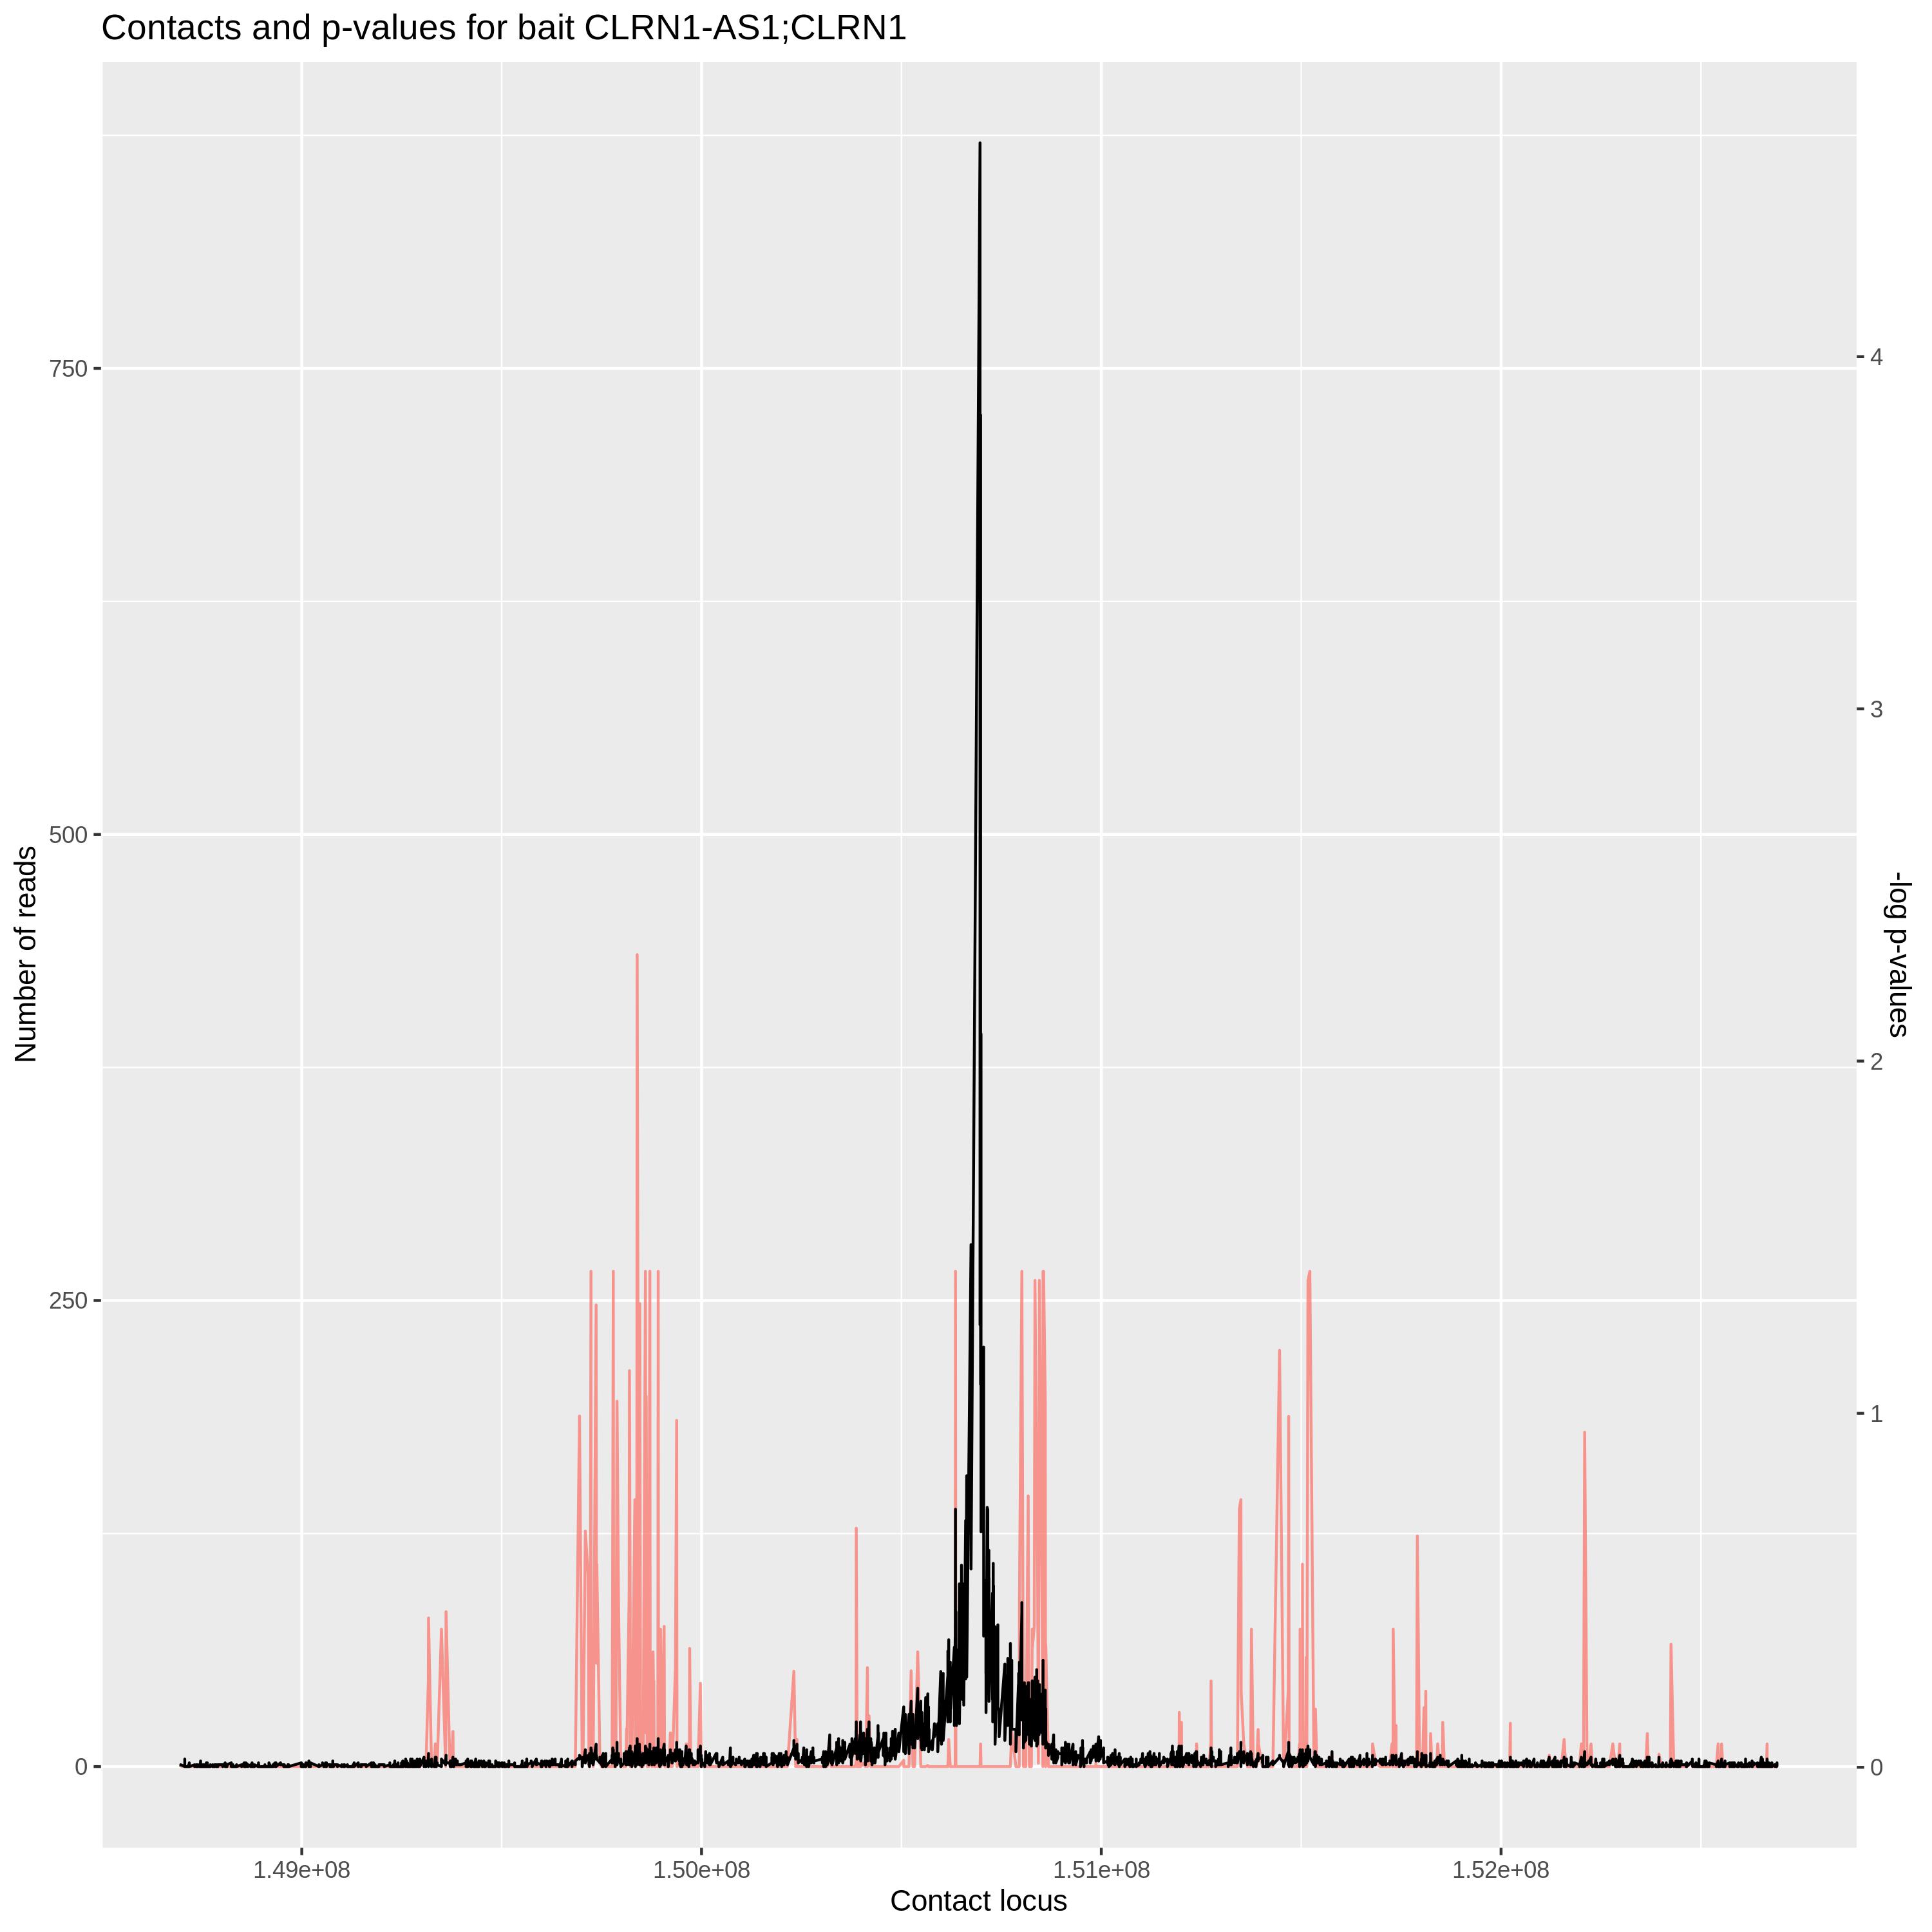 Contacts and p-values for bait CLRN1-AS1;CLRN1
750
500
250
0
Number of reads
4
3
2
1
0
-log p-values
1.49e+08
1.50e+08
1.51e+08
1.52e+08
Contact locus